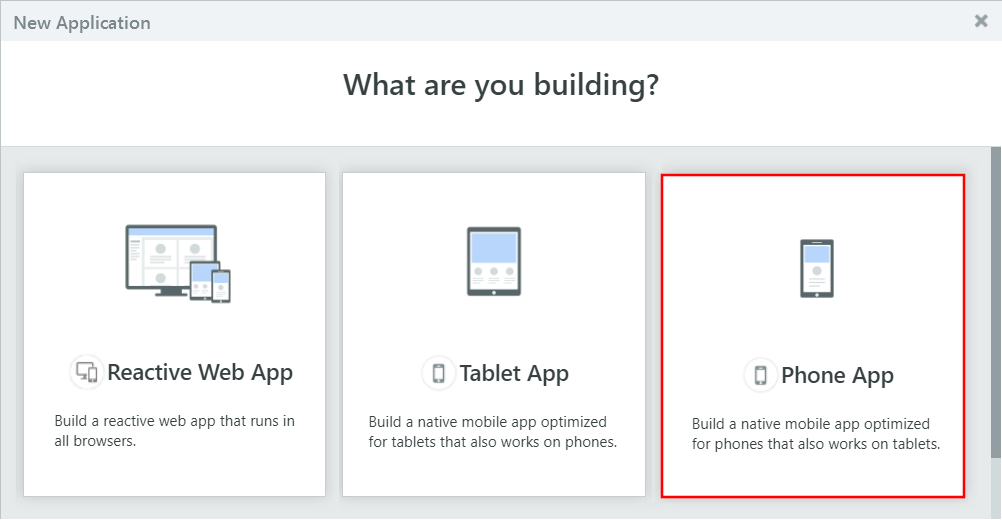 New Application
What are you building?
Reactive Web App
Build a reactive web app that runs in
all browsers.
Tablet App
Build a native mobile app optimized
for tablets that also works on phones.
Phone App
Build a native mobile app optimized
for phones that also works on tablets.